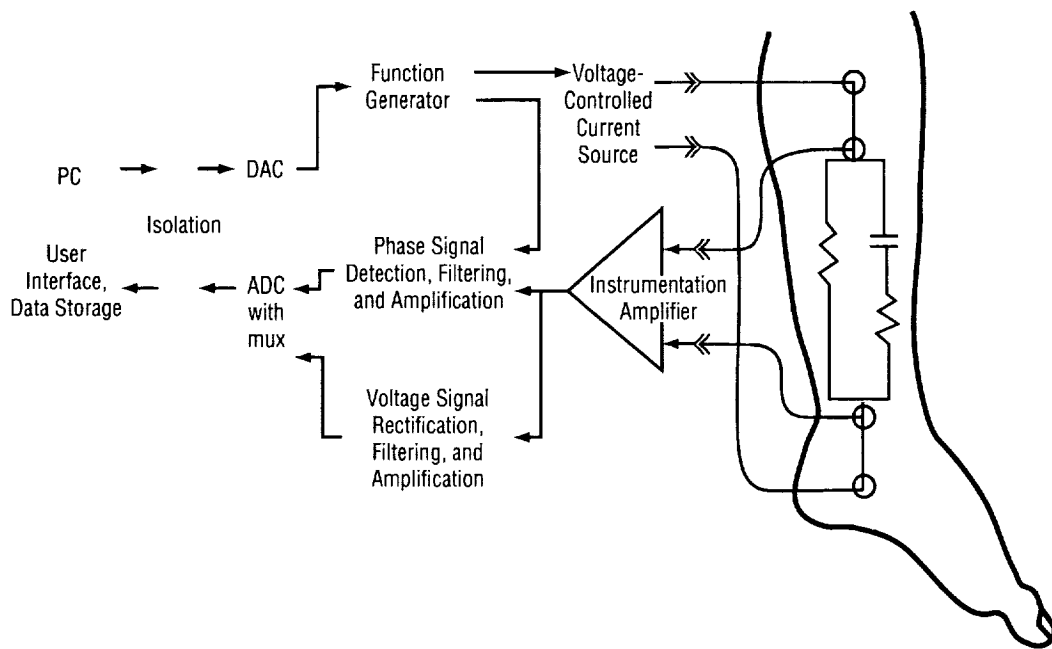 Function
Generator
Voltage-
Controlled
Current
Source
PC
DAC
Isolation
User
Interface,
Data Storage
ADC
with
mux
Phase Signal
Detection, Filtering,
and Amplification
Instrumentation
Amplifier
Voltage Signal
Rectification,
Filtering, and
Amplification